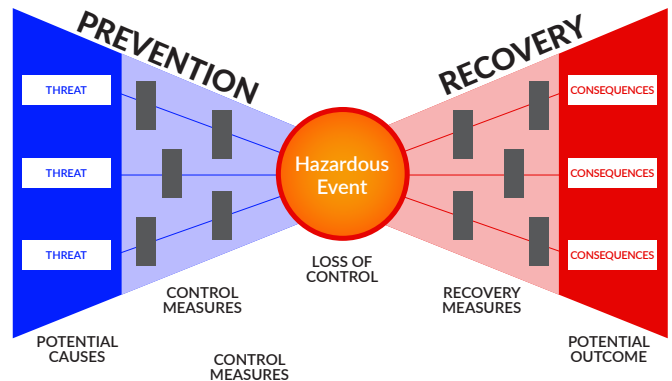 PREVENTION
RECOVERY
THREAT
CONSEQUENCES
Hazardous
Event
THREAT
CONSEQUENCES
THREAT
CONSEQUENCES
LOSS OF
CONTROL
CONTROL
MEASURES
RECOVERY
MEASURES
POTENTIAL
CAUSES
POTENTIAL
OUTCOME
CONTROL
MEASURES